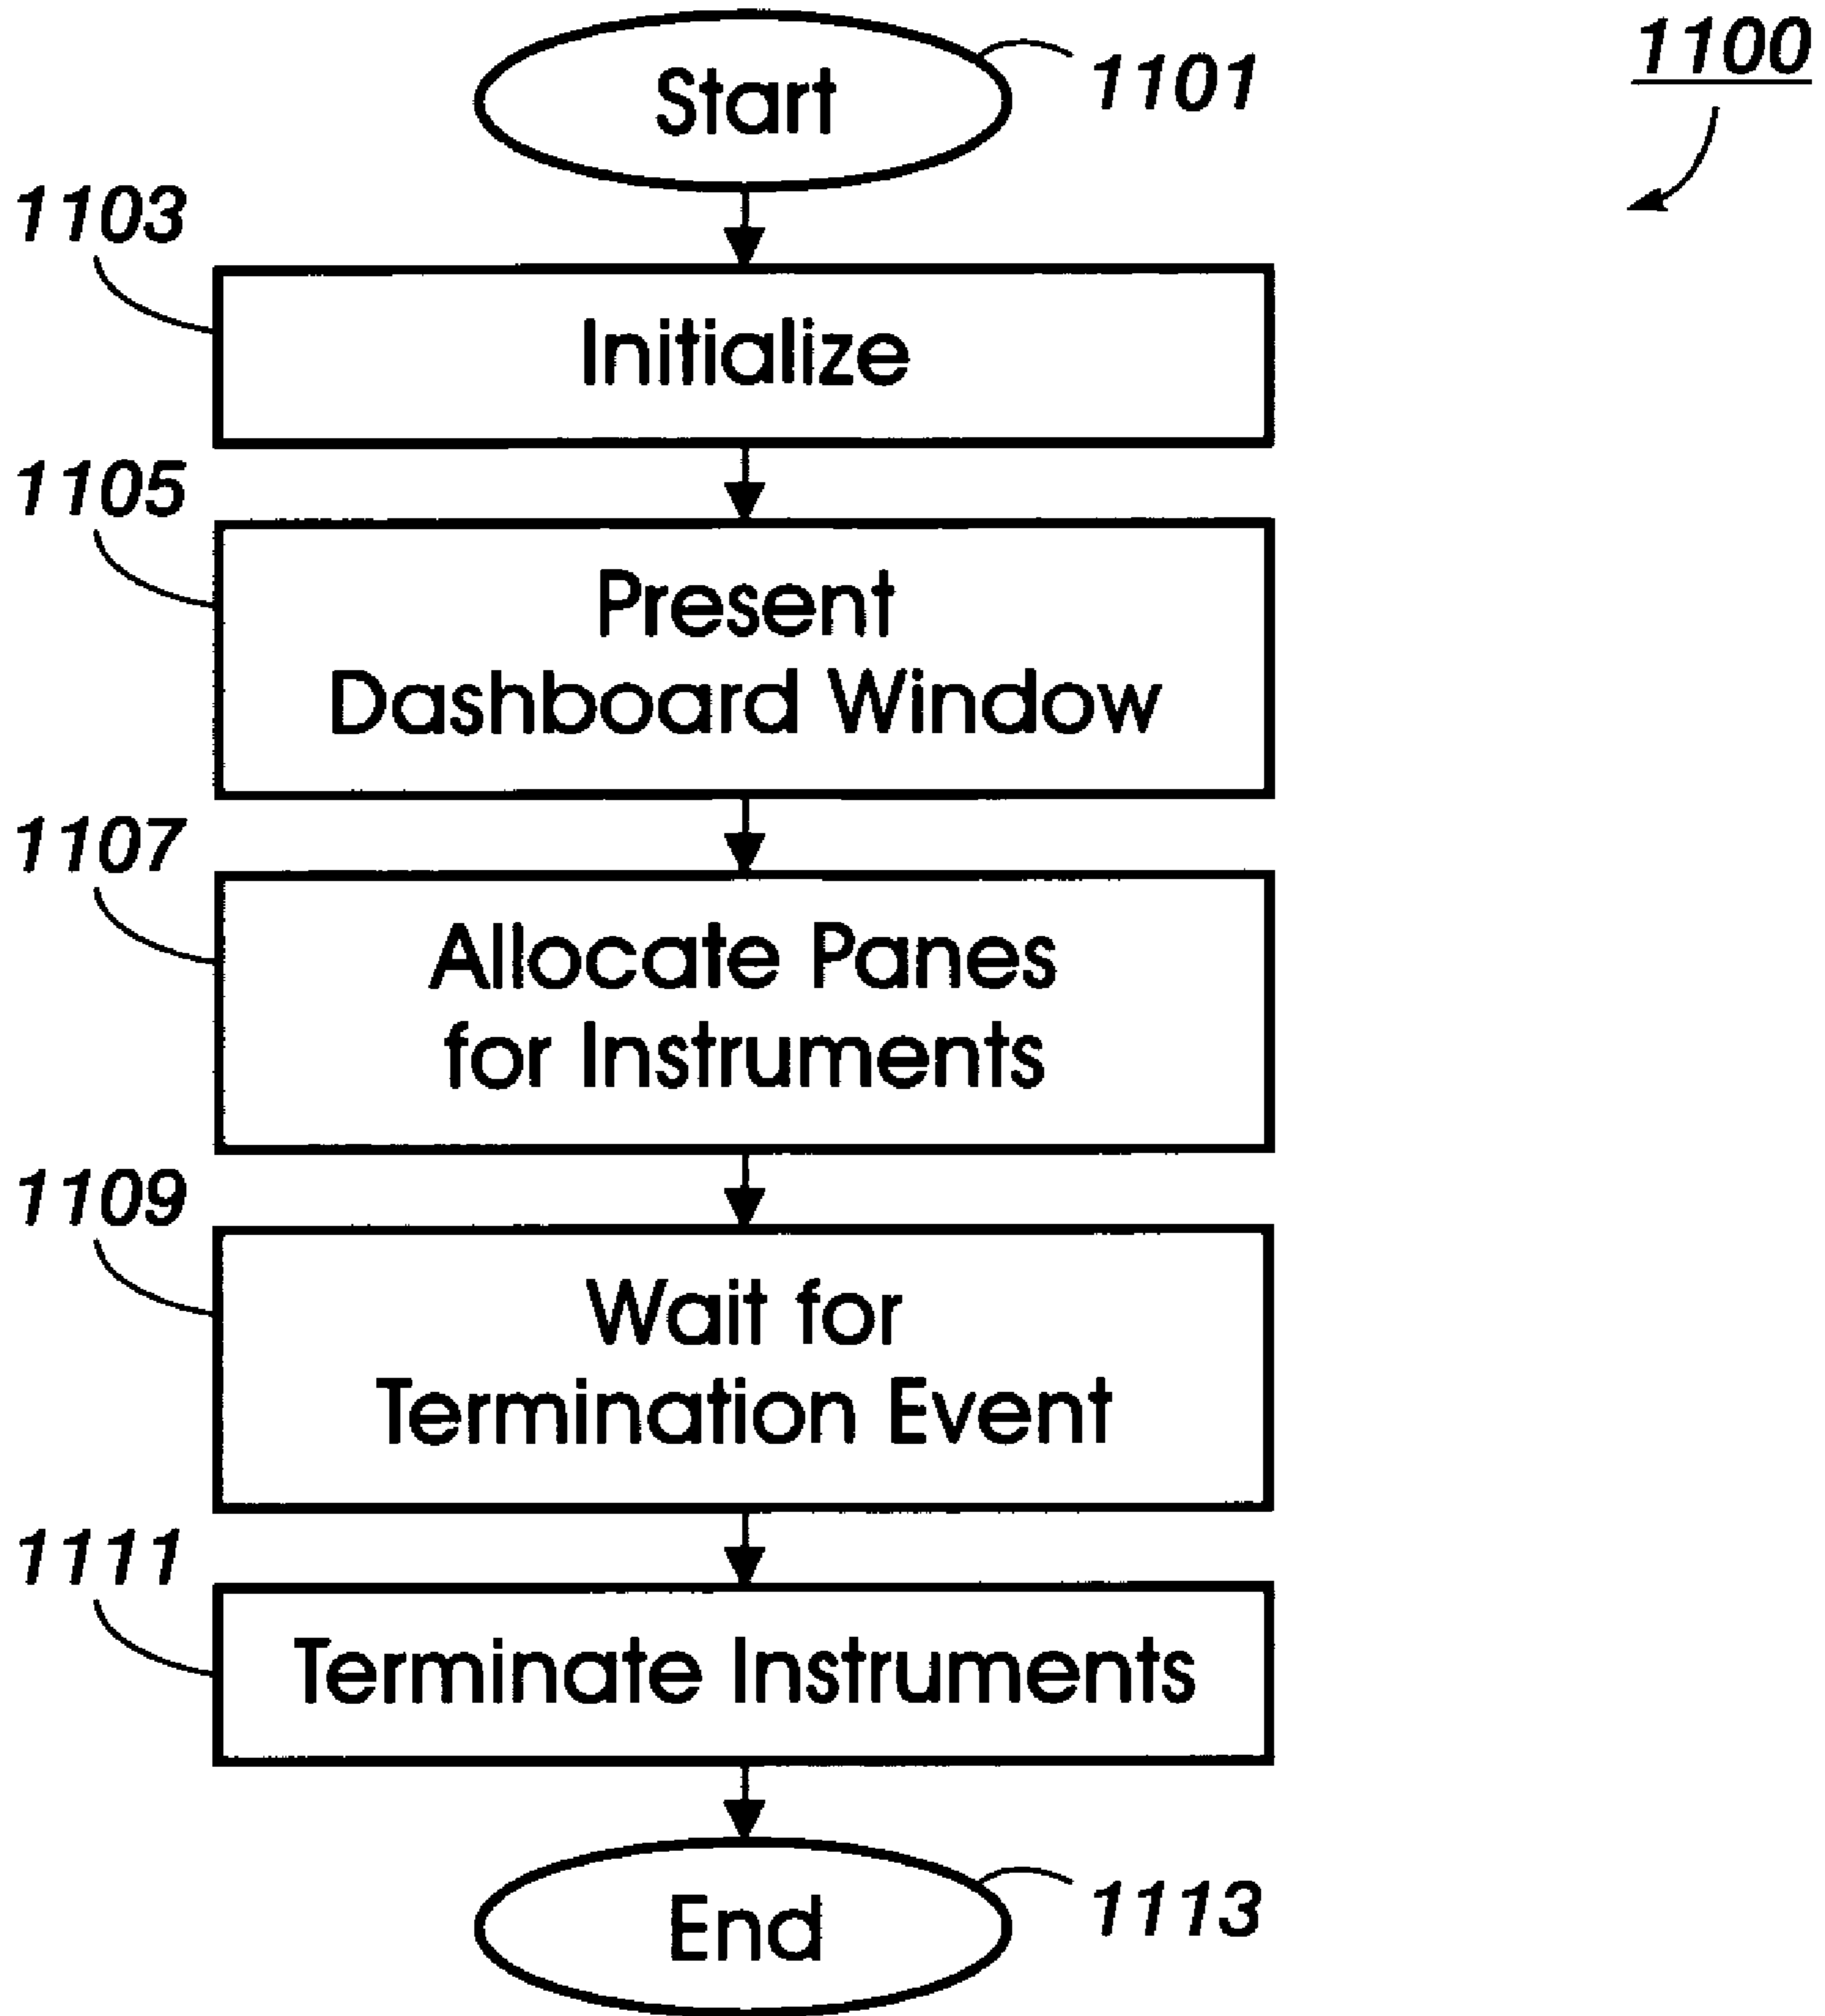 1100
Start
1101
1103
Initialize
1105
Present
Dashboard Window
1107
Allocate Panes
for Instruments
1109
Wait for
Termination Event
1111
Terminate Instruments
End
1113